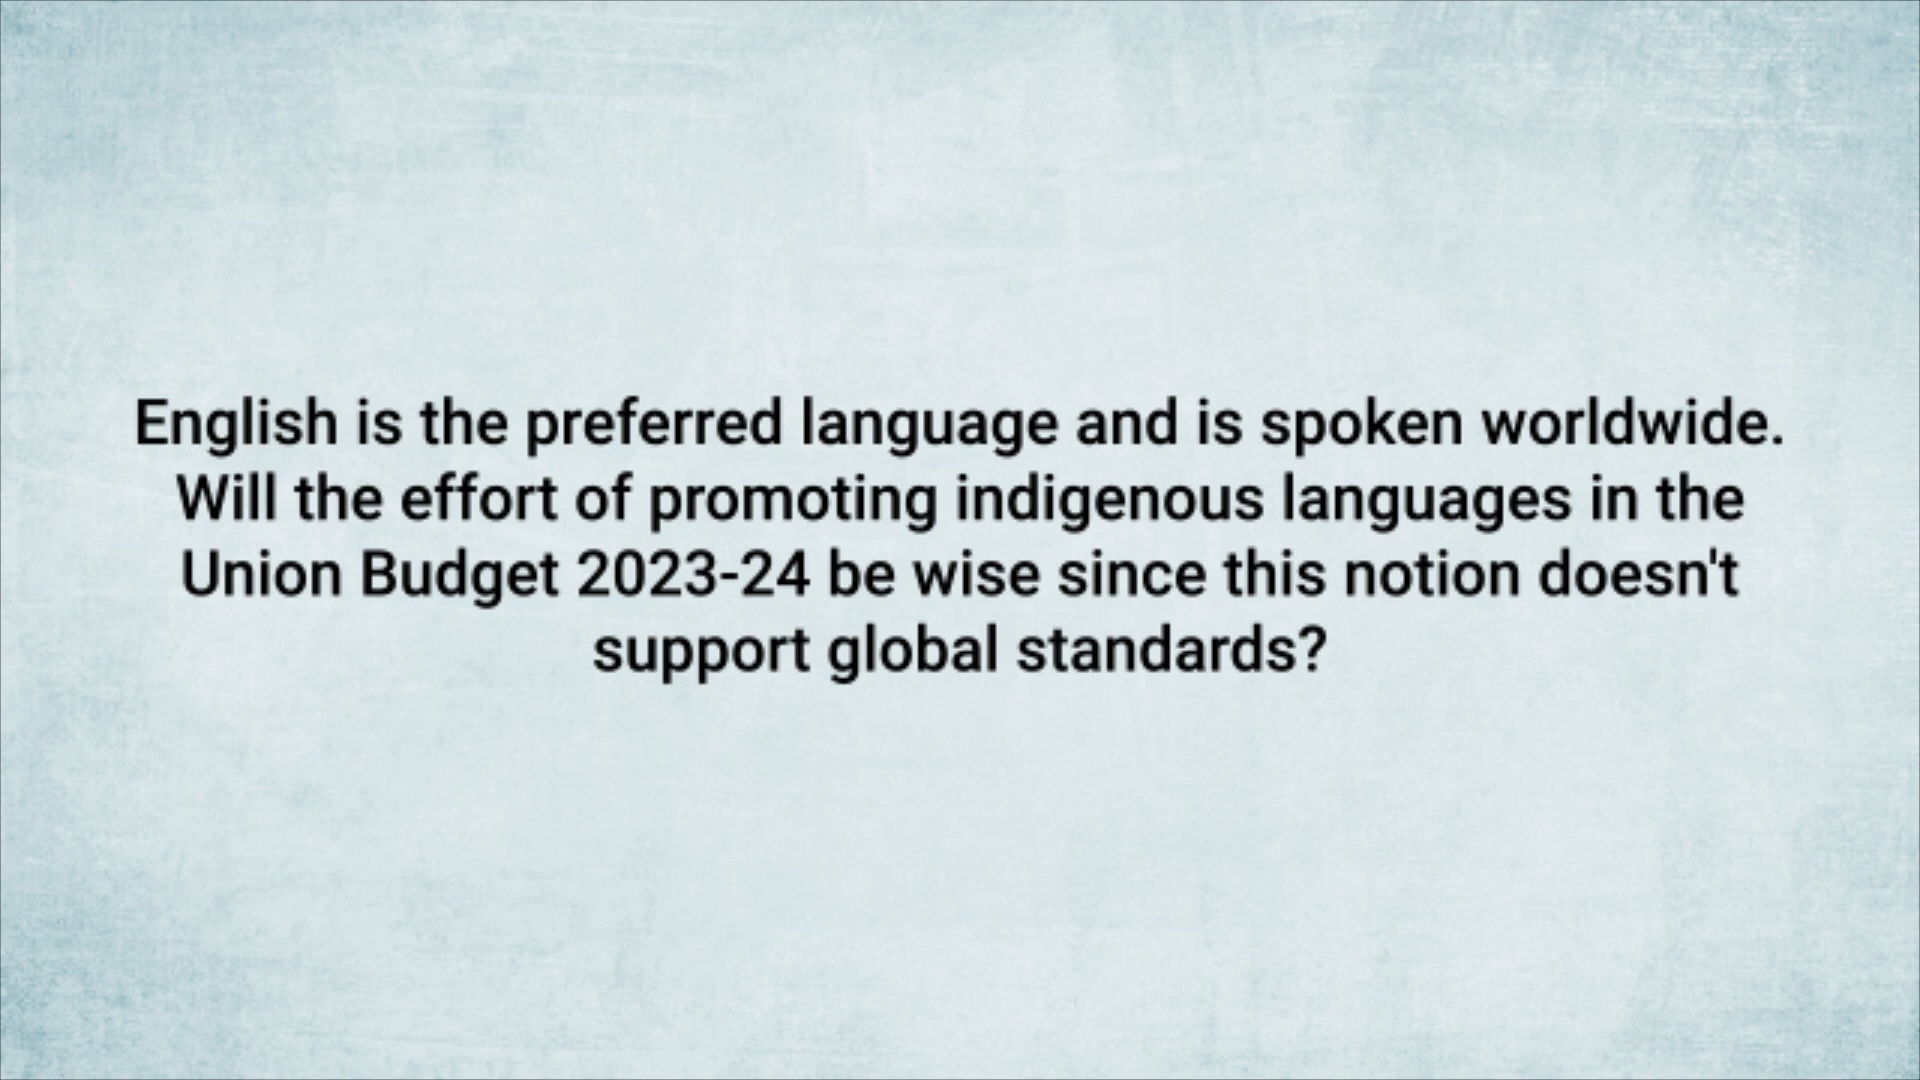 English is the preferred language and is spoken worldwide.
Will the effort of promoting indigenous languages in the
Union Budget 2023-24 be wise since this notion doesn't
support global standards?